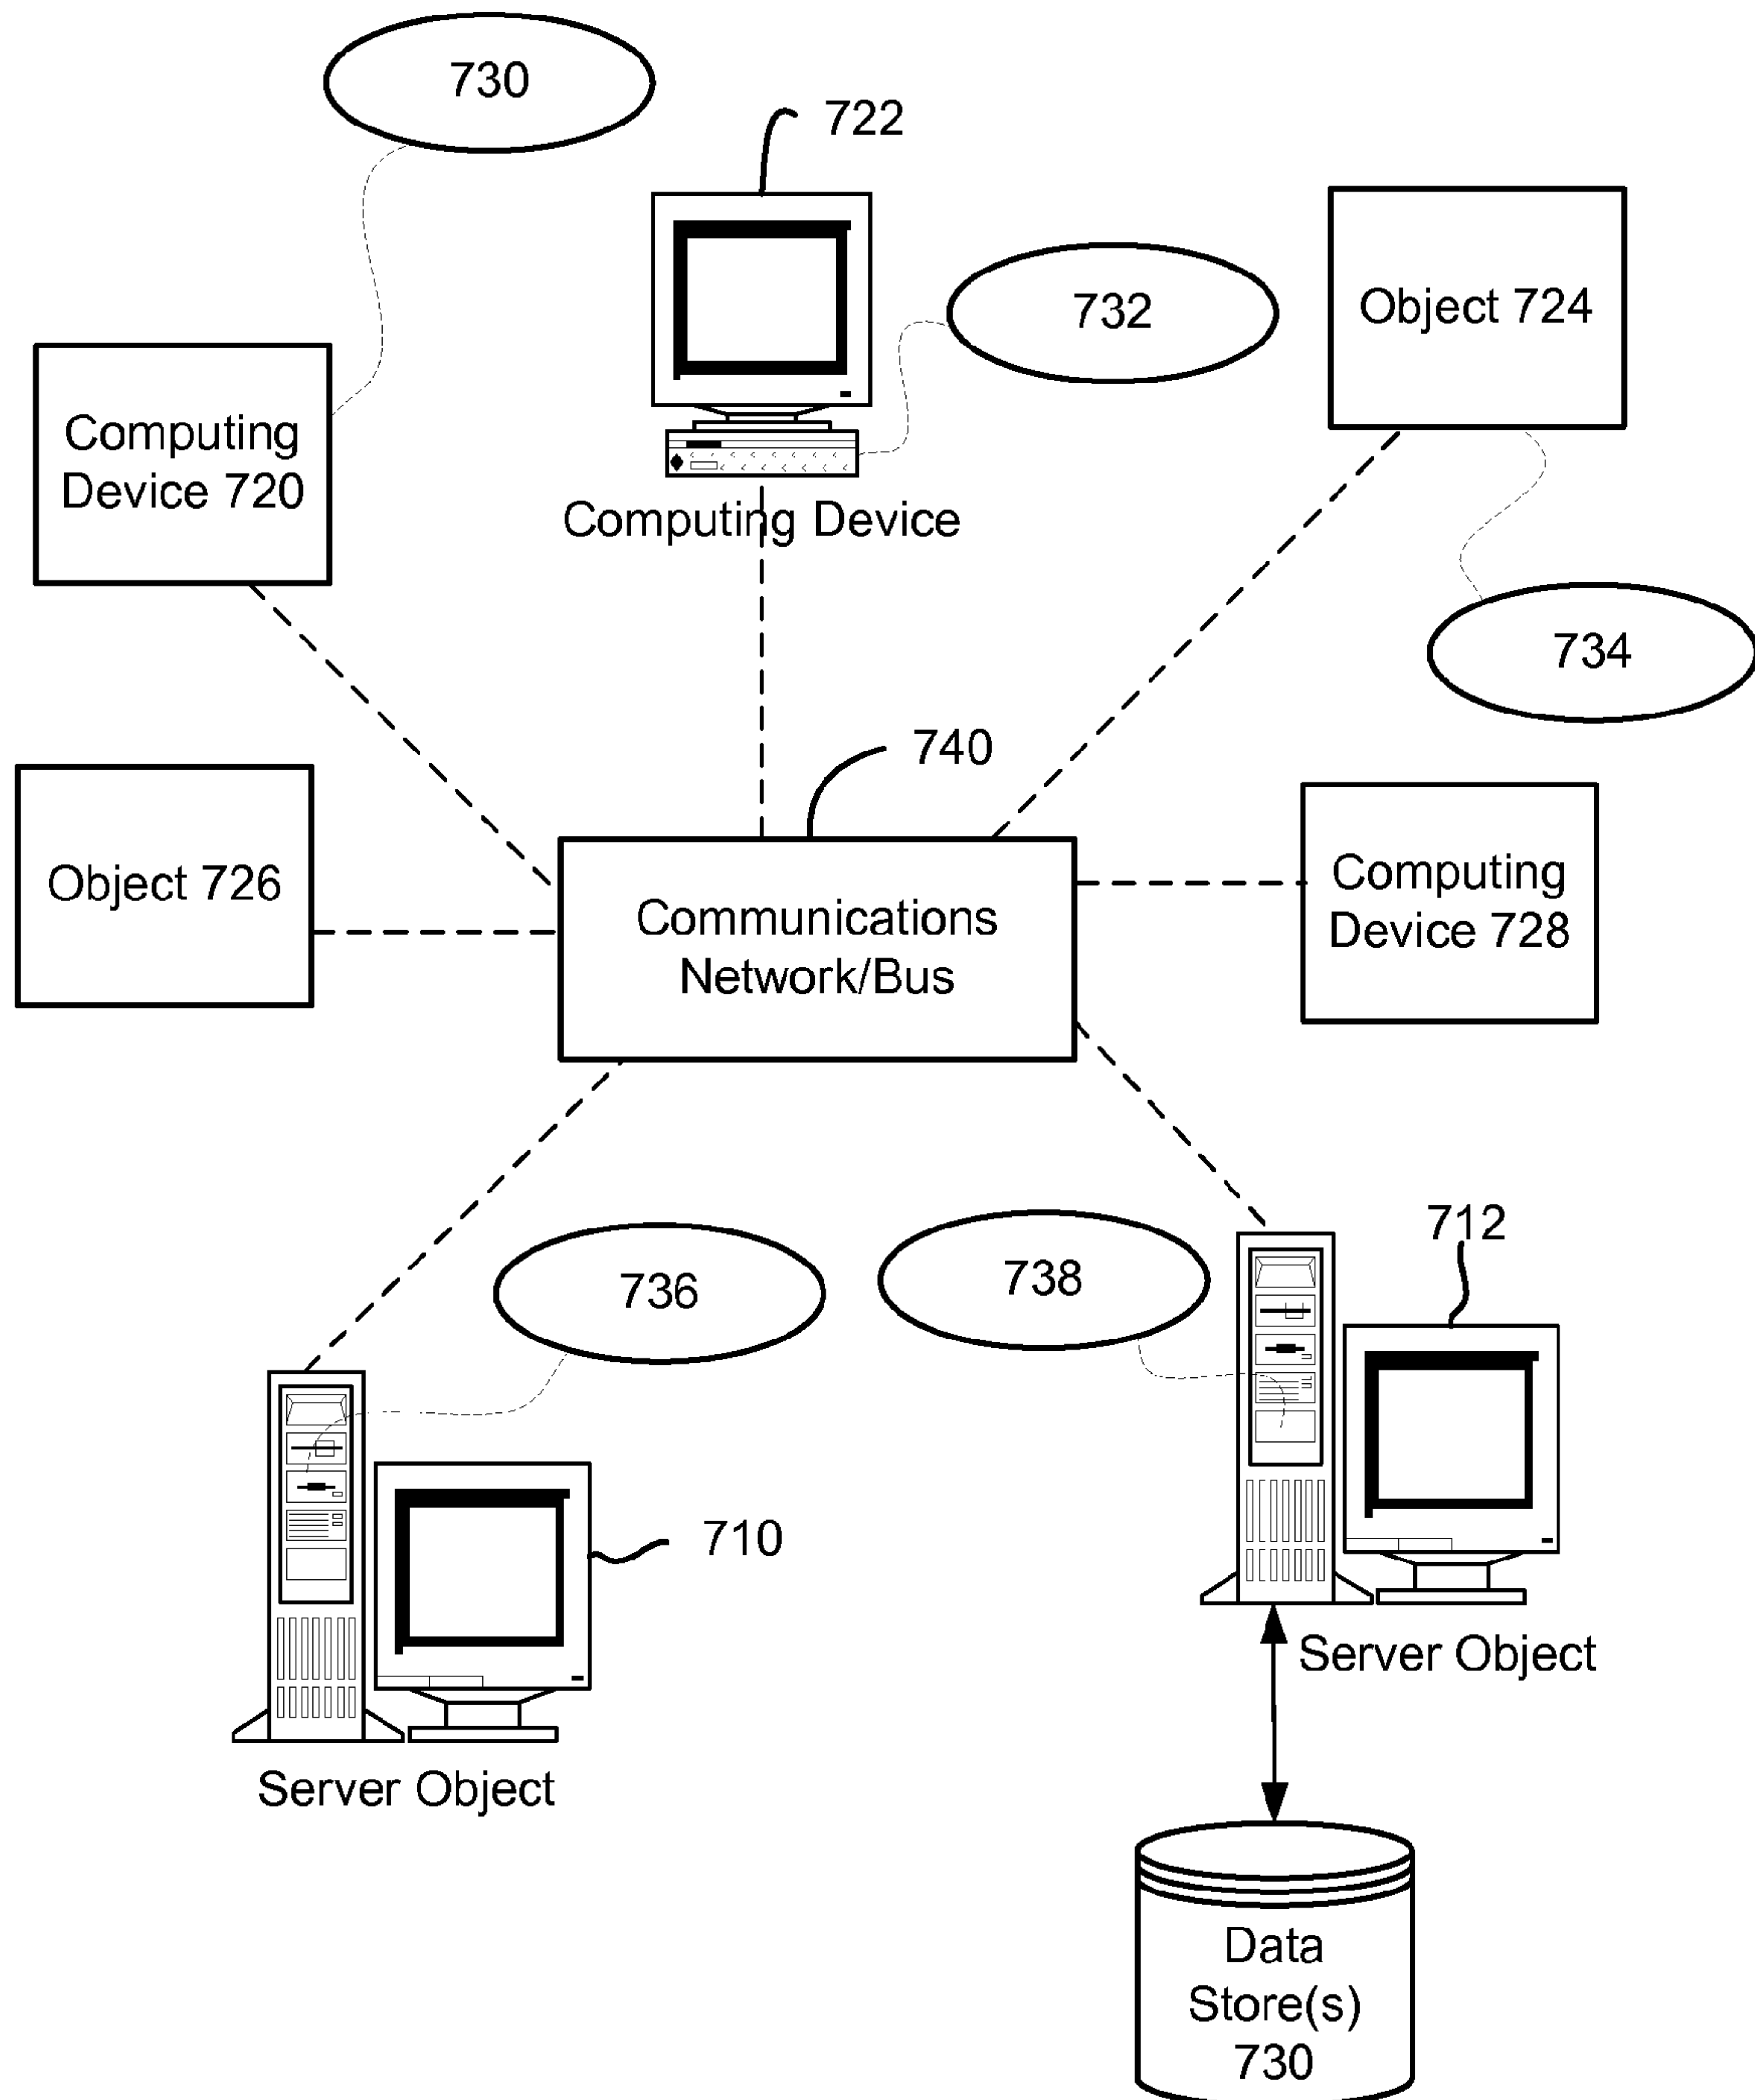 730
722
732
Object 724
Computing
Device 720
Computing Device
734
740
Object 726
Computing
Device 728
Communications
Network/Bus
736
738
712
710
Server Object
Server Object
Data
Store(s)
730